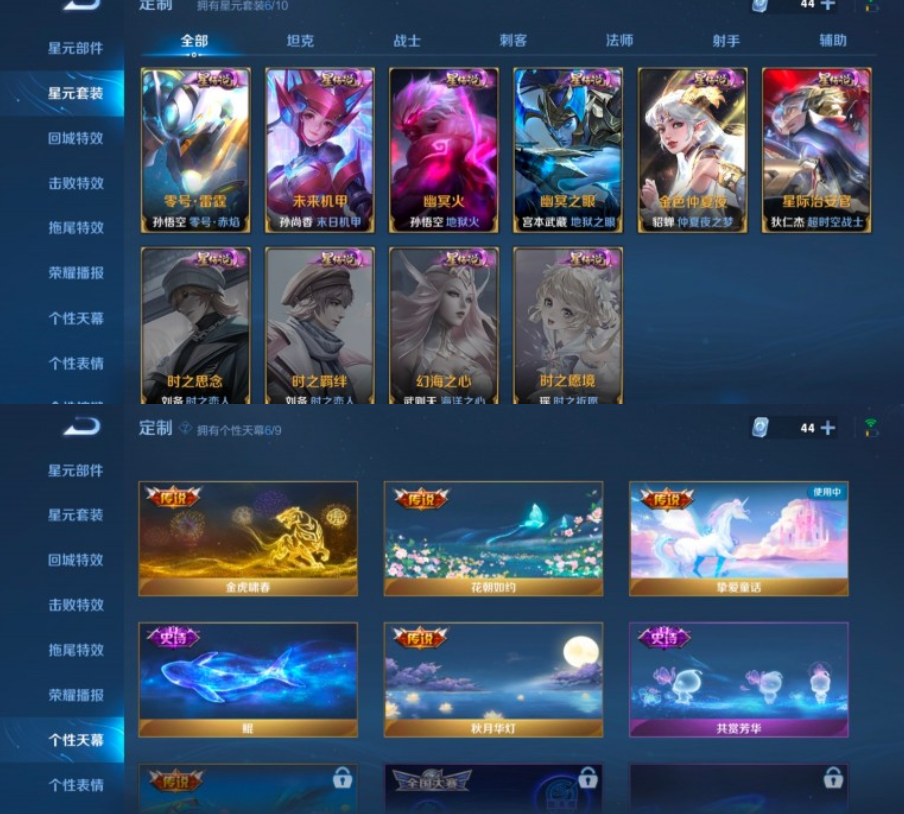 定制 拥有星元套装6/10
44
星元部件
星元套装
回城特效
击败特效
拖尾特效
荣耀播报
个性天幕
个性表情
全部 坦克 战士 刺客 法师 射手 辅助
星传说 星传说 星传说 星传说 星传说 星传说
零号·雷霆 未来机甲 幽冥火 幽冥之眼 金色仲夏夜 星际治安官
孙悟空 零号·赤焰 孙尚香 末日机甲 孙悟空 地狱火 宫本武藏 地狱之眼 貂蝉 仲夏夜之梦 狄仁杰 超时空战士
星传说 星传说 星传说 星传说
时之思念 时之羁绊 幻海之心 时之愿境
刘备 时之恋人 刘备 时之恋人 武则天 海洋之心 瑶 时之祈愿
定制 ? 拥有个性天幕6/9
44
星元部件
星元套装
回城特效
击败特效
拖尾特效
荣耀播报
个性天幕
个性表情
传说 传说 传说 使用中
金虎啸春 花朝如约 挚爱童话
史诗 传说 史诗
鲲 秋月华灯 共赏芳华
传说 全国大赛